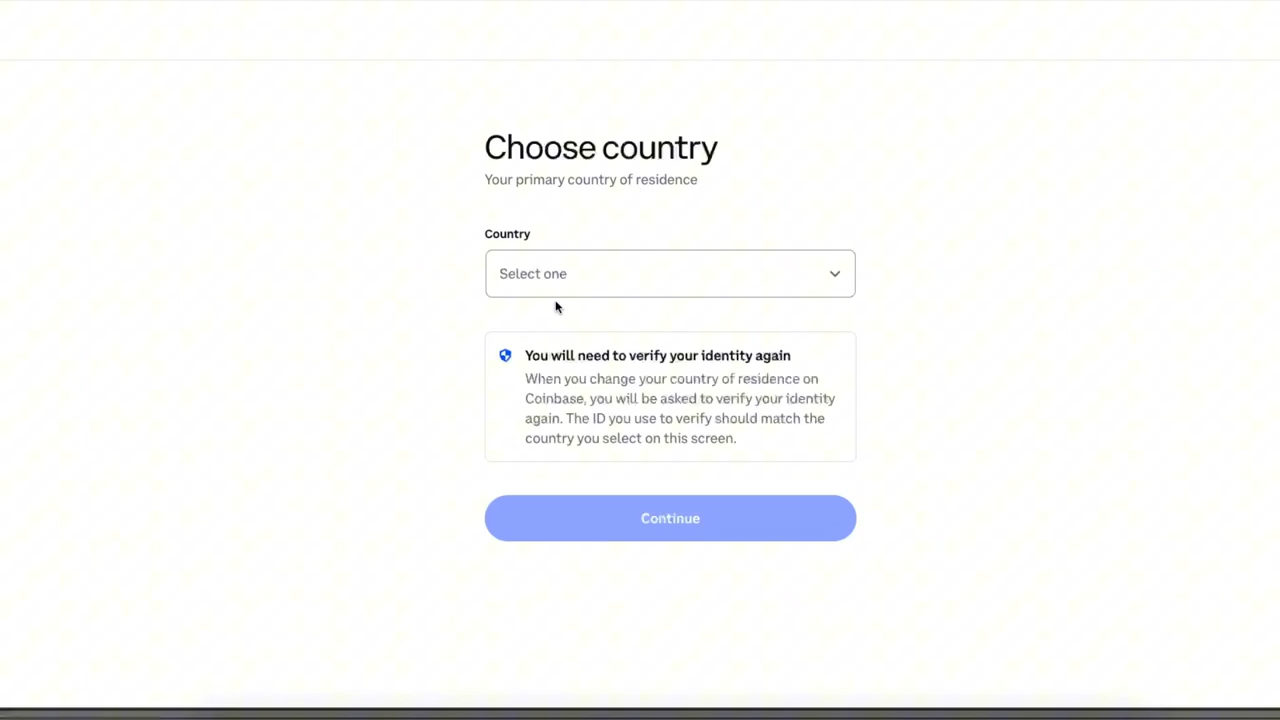 Choose country
Your primary country of residence
Country
Select one
You will need to verify your identity again
When you change your country of residence on
Coinbase, you will be asked to verify your identity
again. The ID you use to verify should match the
country you select on this screen.
Continue